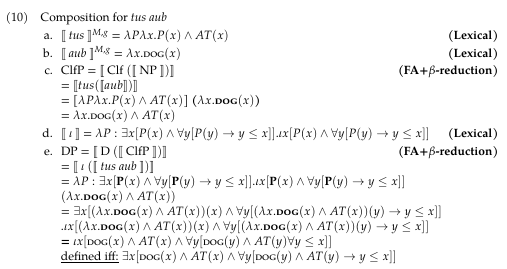 (10) Composition for tus aub
a. ⟦ tus ⟧^{M,g} = λPλx.P(x) ∧ AT(x) (Lexical)
b. ⟦ aub ⟧^{M,g} = λx.DOG(x) (Lexical)
c. ClfP = ⟦ Clf (⟦ NP ⟧)⟧ (FA+β-reduction)
= ⟦tus(⟦aub⟧)⟧
= [λPλx.P(x) ∧ AT(x)] (λx.DOG(x))
= λx.DOG(x) ∧ AT(x)
d. ⟦ ι ⟧ = λP : ∃x[P(x) ∧ ∀y[P(y) → y ≤ x]].ιx[P(x) ∧ ∀y[P(y) → y ≤ x]] (Lexical)
e. DP = ⟦ D (⟦ ClfP ⟧)⟧ (FA+β-reduction)
= ⟦ ι (⟦ tus aub ⟧)⟧
= λP : ∃x[P(x) ∧ ∀y[P(y) → y ≤ x]].ιx[P(x) ∧ ∀y[P(y) → y ≤ x]]
(λx.DOG(x) ∧ AT(x))
= ∃x[(λx.DOG(x) ∧ AT(x))(x) ∧ ∀y[(λx.DOG(x) ∧ AT(x))(y) → y ≤ x]]
.ιx[(λx.DOG(x) ∧ AT(x))(x) ∧ ∀y[(λx.DOG(x) ∧ AT(x))(y) → y ≤ x]]
= ιx[DOG(x) ∧ AT(x) ∧ ∀y[DOG(y) ∧ AT(y)∀y ≤ x]]
defined iff: ∃x[DOG(x) ∧ AT(x) ∧ ∀y[DOG(y) ∧ AT(y) → y ≤ x]]